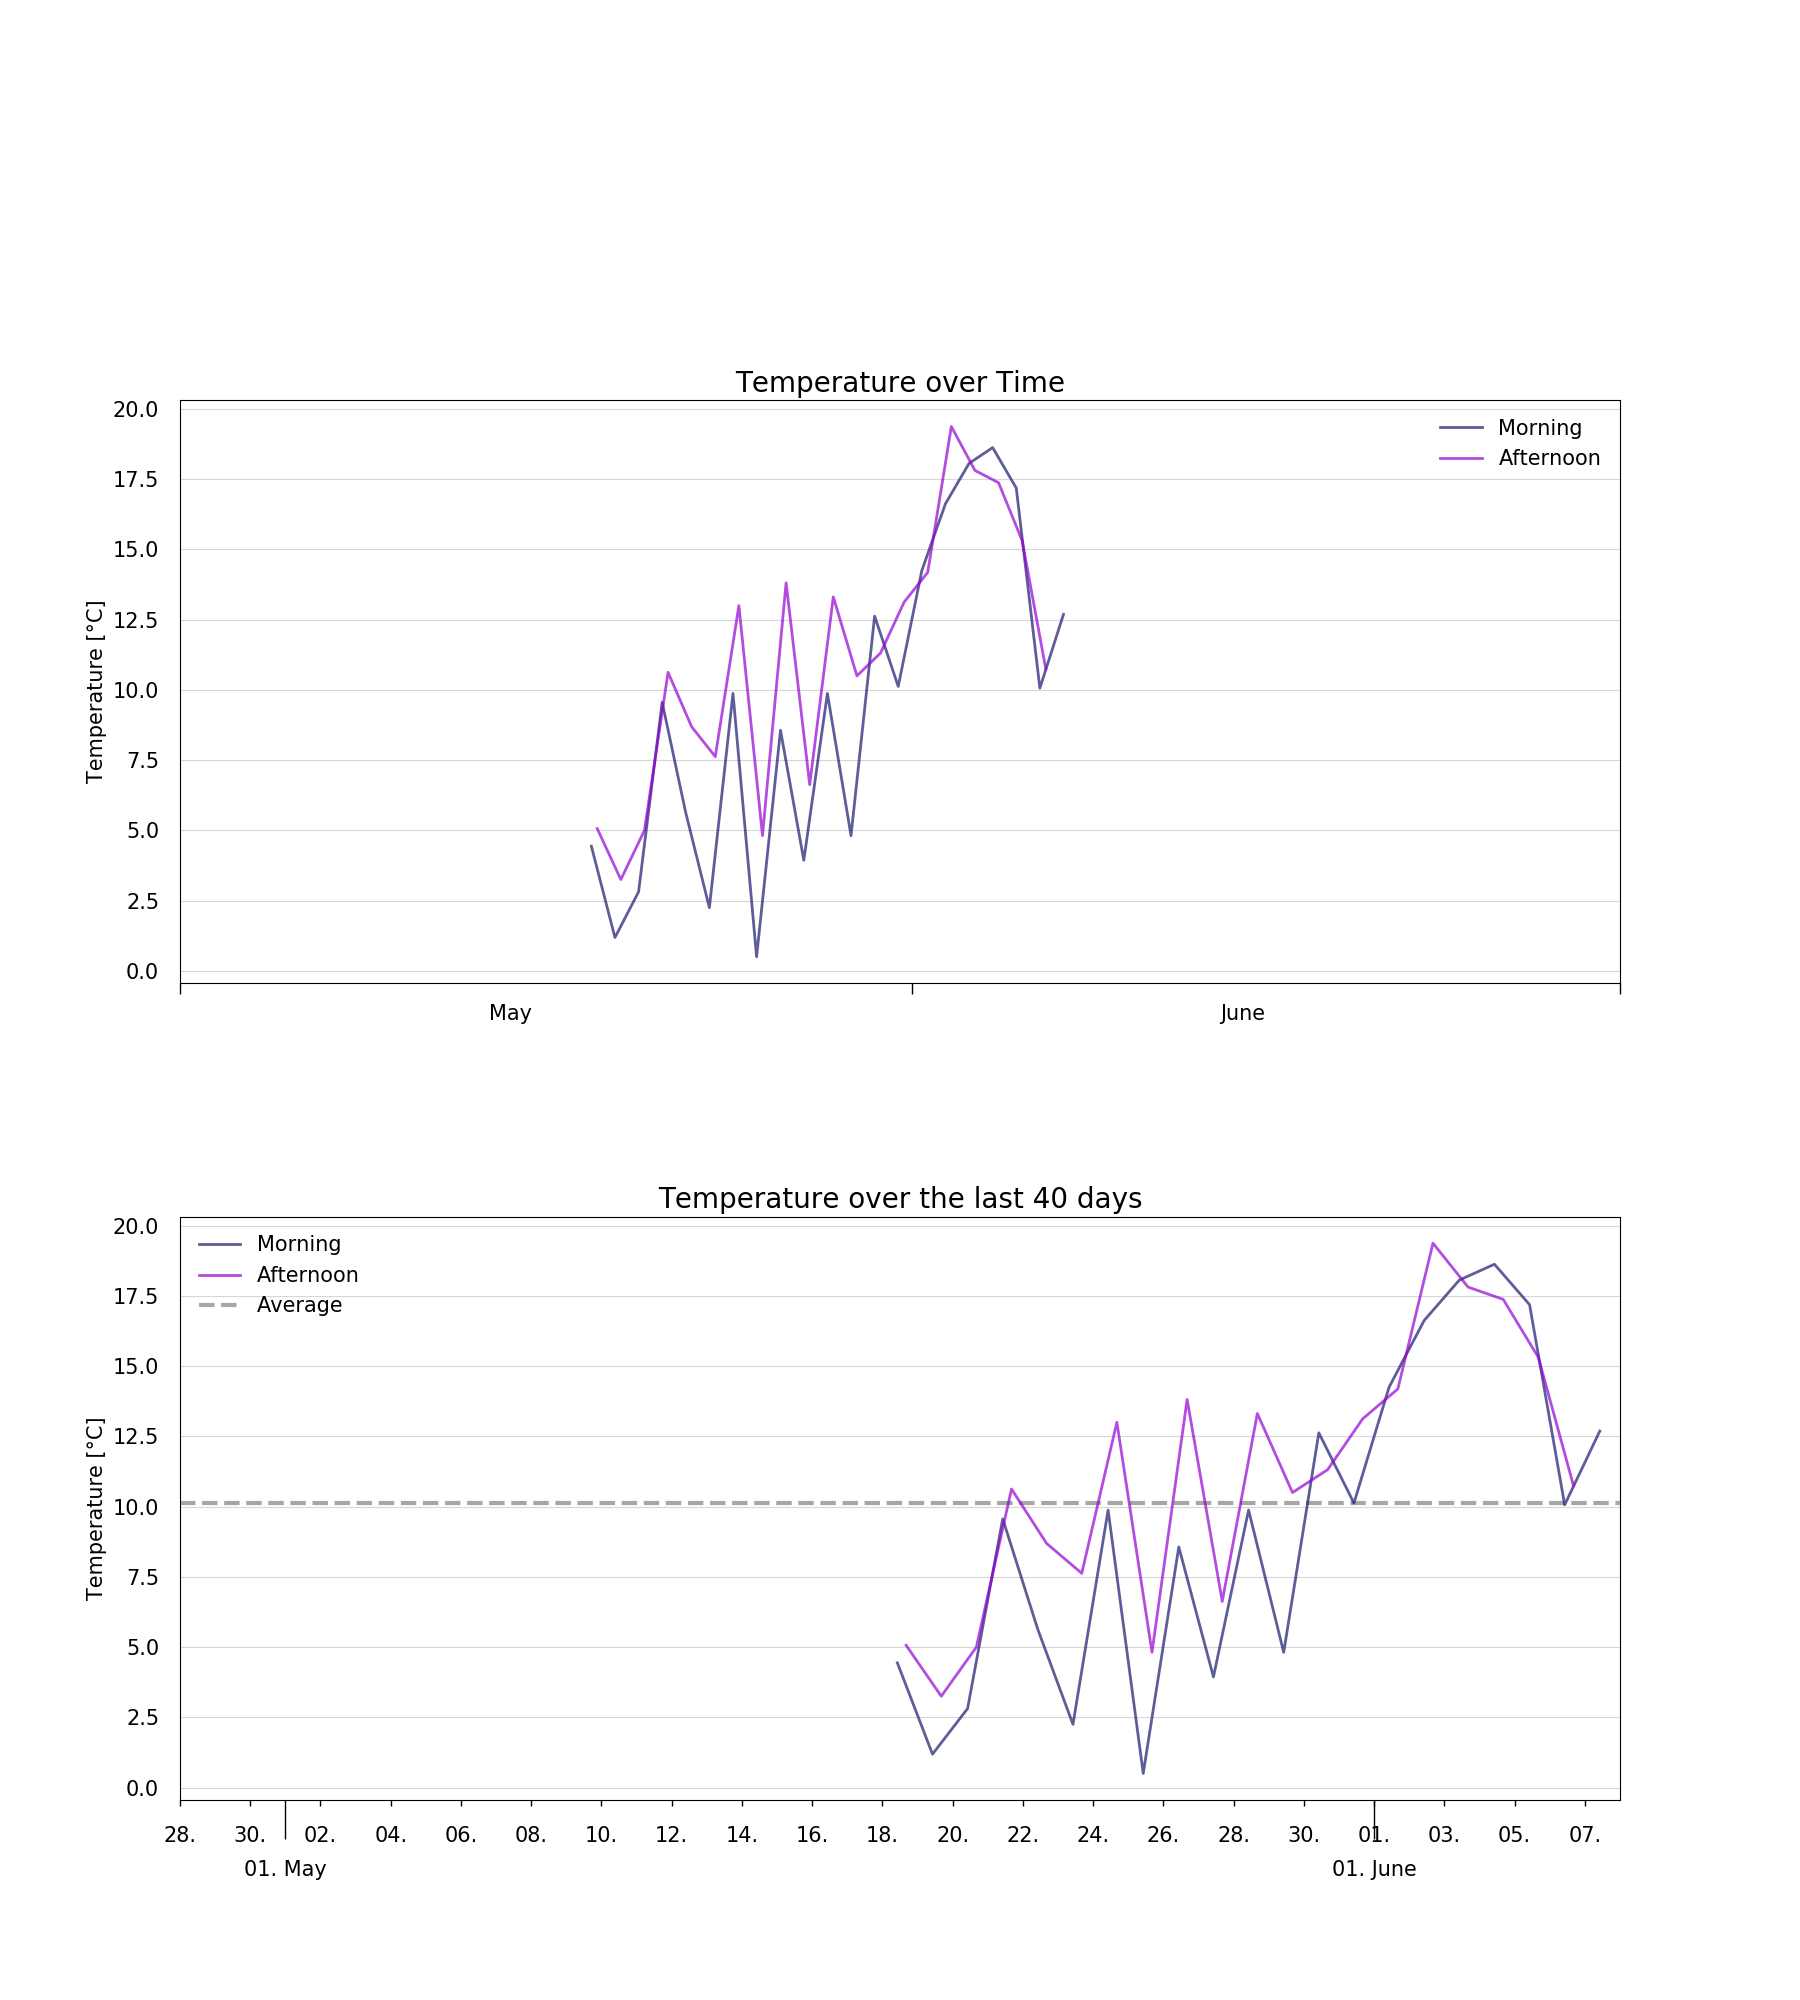 Temperature over Time
Temperature [°C]
20.0
17.5
15.0
12.5
10.0
7.5
5.0
2.5
0.0
Morning
Afternoon
May June
Temperature over the last 40 days
Temperature [°C]
20.0
17.5
15.0
12.5
10.0
7.5
5.0
2.5
0.0
Morning
Afternoon
Average
28. 30. 02. 04. 06. 08. 10. 12. 14. 16. 18. 20. 22. 24. 26. 28. 30. 01. 03. 05. 07.
01. May 01. June